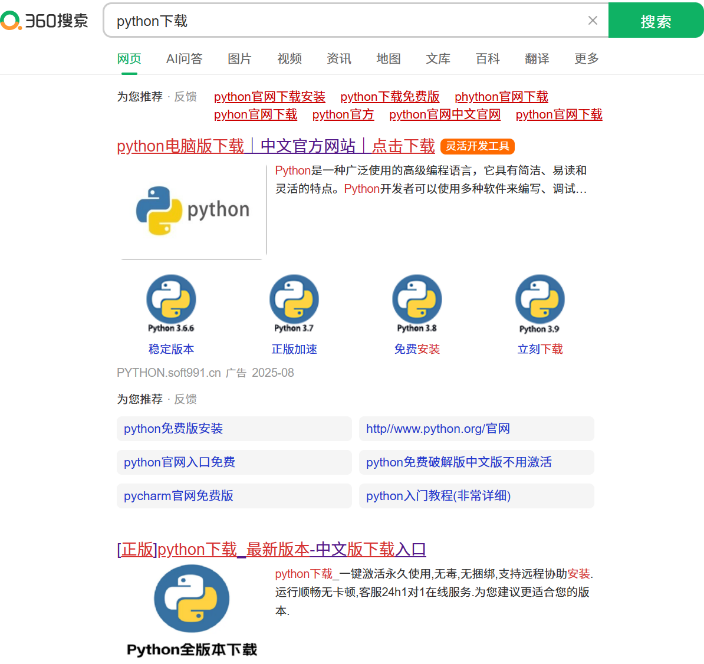 360搜索 python下载 × 搜索
网页 AI问答 图片 视频 资讯 地图 文库 百科 翻译 更多
为您推荐 · 反馈 python官网下载安装 python下载免费版 phython官网下载
pyhon官网下载 python官方 python官网中文官网 python官网下载
python电脑版下载｜中文官方网站｜点击下载 灵活开发工具
Python是一种广泛使用的高级编程语言，它具有简洁、易读和
灵活的特点。Python开发者可以使用多种软件来编写、调试...
python
Python 3.6.6 Python 3.7 Python 3.8 Python 3.9
稳定版本 正版加速 免费安装 立刻下载
PYTHON.soft991.cn 广告 2025-08
为您推荐 · 反馈
python免费版安装 http//www.python.org/官网
python官网入口免费 python免费破解版中文版不用激活
pycharm官网免费版 python入门教程(非常详细)
[正版]python下载_最新版本-中文版下载入口
python下载_一键激活永久使用,无毒,无捆绑,支持远程协助安装.
运行顺畅无卡顿,客服24h1对1在线服务.为您建议更适合您的版
本.
Python全版本下载